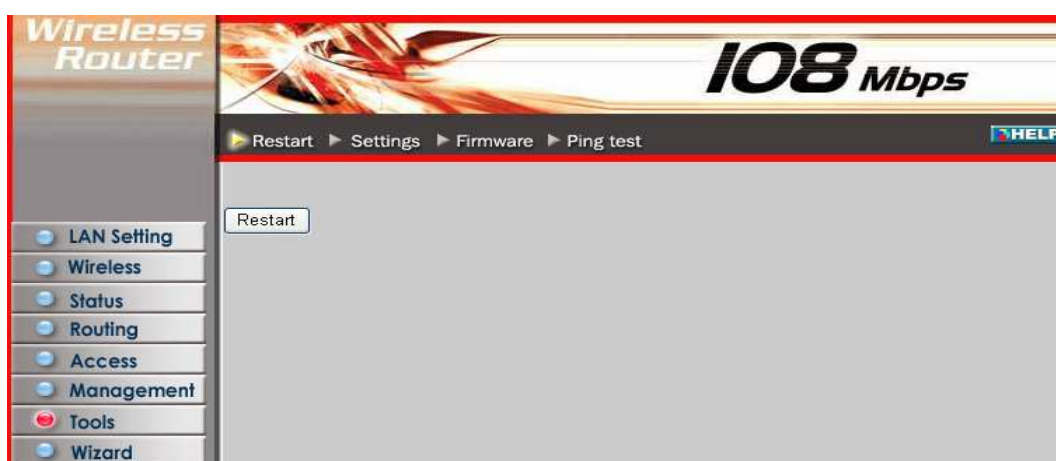 Wireless
Router
108 Mbps
Restart Settings Firmware Ping test
HELP
Restart
LAN Setting
Wireless
Status
Routing
Access
Management
Tools
Wizard